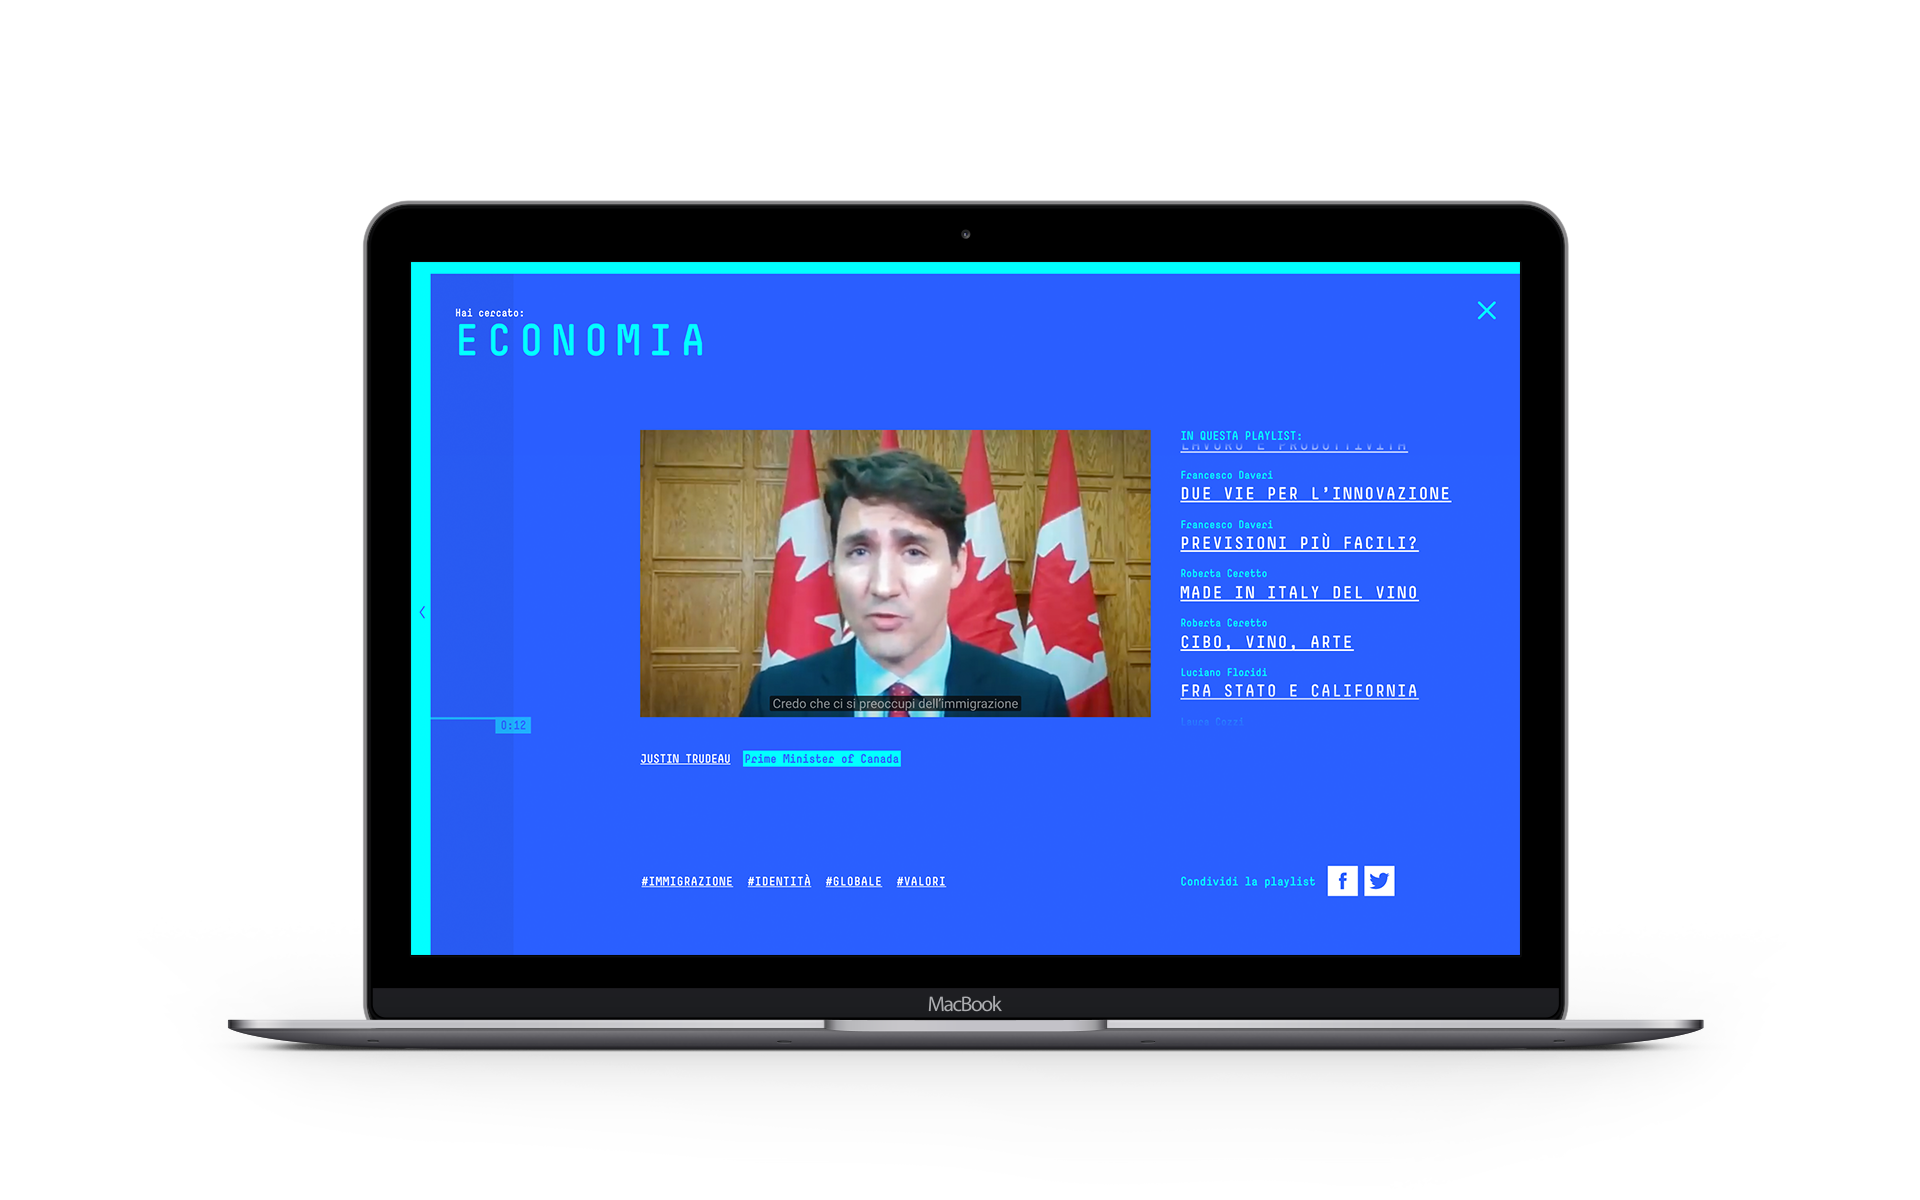 Hai cercato:
ECONOMIA
IN QUESTA PLAYLIST:
LAVORO E PRODUTTIVITÀ
Francesco Daveri
DUE VIE PER L'INNOVAZIONE
Francesco Daveri
PREVISIONI PIÙ FACILI?
Roberta Ceretto
MADE IN ITALY DEL VINO
Roberta Ceretto
CIBO, VINO, ARTE
Luciano Floridi
FRA STATO E CALIFORNIA
Credo che ci si preoccupi dell'immigrazione
0:12
JUSTIN TRUDEAU Prime Minister of Canada
#IMMIGRAZIONE #IDENTITÀ #GLOBALE #VALORI
Condividi la playlist f
MacBook